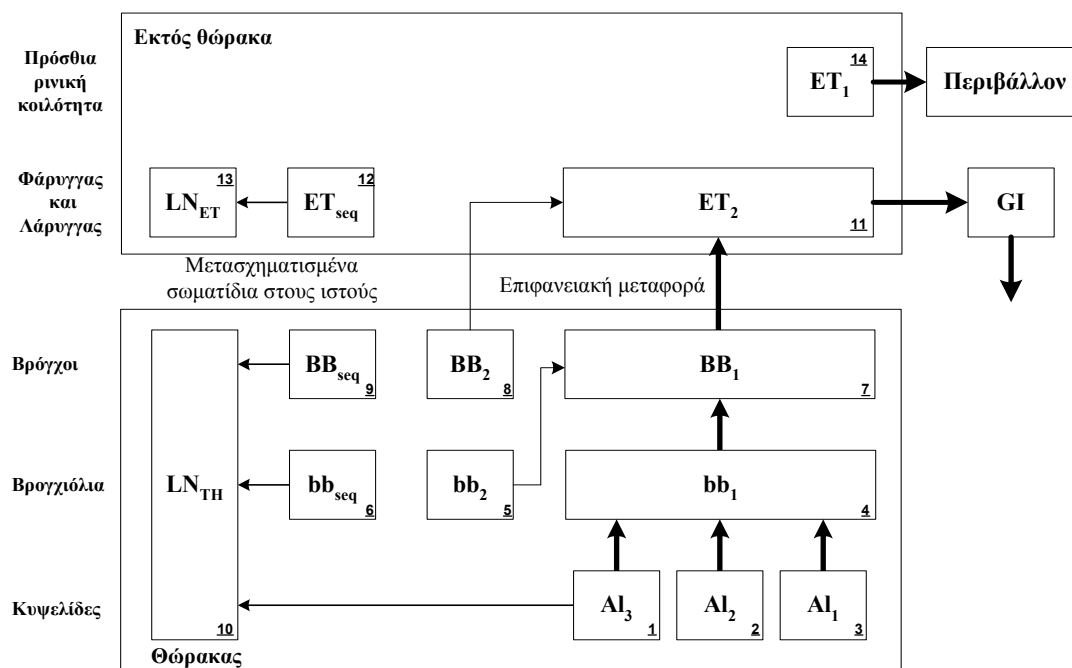 Εκτός θώρακα
Πρόσθια
ρινική
κοιλότητα
14
ET1
Περιβάλλον
Φάρυγγας
και
Λάρυγγας
13
LNET
12
ETseq
ET2
11
GI
Μετασχηματισμένα
σωματίδια στους ιστούς
Επιφανειακή μεταφορά
Βρόγχοι
BBseq
9
BB2
8
BB1
7
Βρογχιόλια
LNTH
bbseq
6
bb2
5
bb1
4
Κυψελίδες
10
Al3
1
Al2
2
Al1
3
Θώρακας